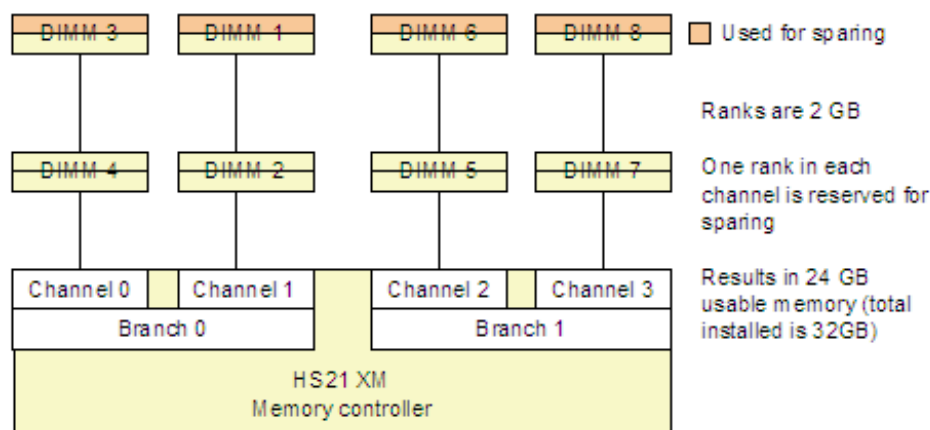 DIMM 3
DIMM 1
DIMM 6
DIMM 8
Used for sparing
Ranks are 2 GB
DIMM 4
DIMM 2
DIMM 5
DIMM 7
One rank in each
channel is reserved for
sparing
Channel 0
Channel 1
Channel 2
Channel 3
Results in 24 GB
usable memory (total
installed is 32GB)
Branch 0
Branch 1
HS21 XM
Memory controller